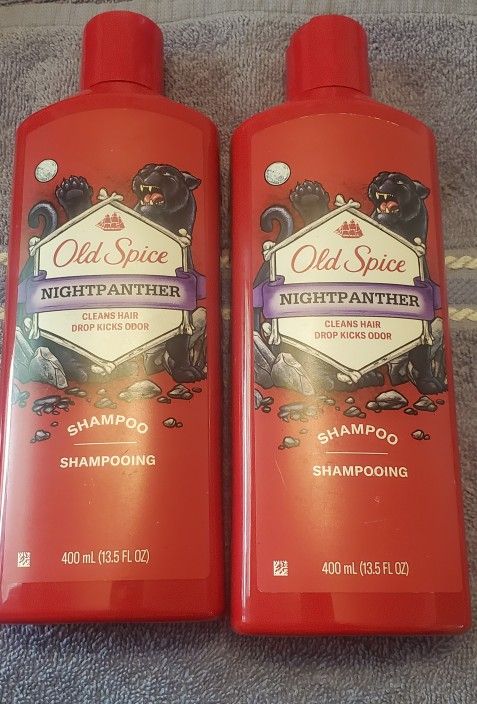 Old Spice
NIGHTPANTHER
CLEANS HAIR
DROP KICKS ODOR
SHAMPOO
SHAMPOOING
400 mL (13.5 FL OZ)
Old Spice
NIGHTPANTHER
CLEANS HAIR
DROP KICKS ODOR
SHAMPOO
SHAMPOOING
400 mL (13.5 FL OZ)